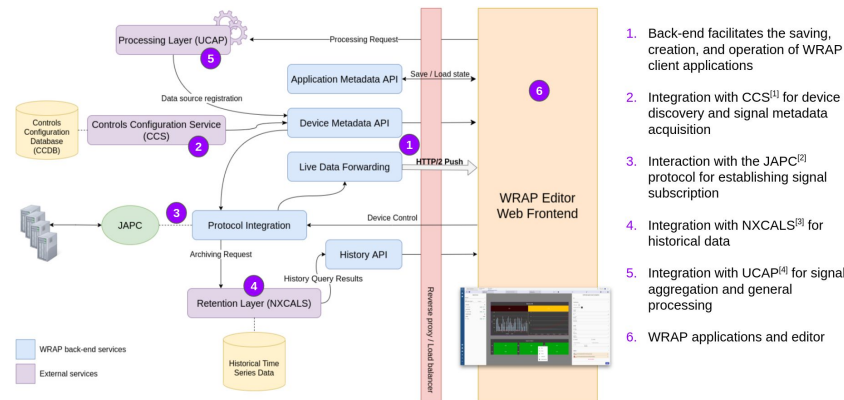 Processing Layer (UCAP)
5
Processing Request
Application Metadata API
Save / Load state
6
Data source registration
Controls
Configuration
Database
(CCDB)
Controls Configuration Service
(CCS)
2
Device Metadata API
1
Live Data Forwarding
HTTP/2 Push
WRAP Editor
Web Frontend
JAPC
3
Protocol Integration
Device Control
Archiving Request
History API
History Query Results
4
Retention Layer (NXCALS)
Reverse proxy / Load balancer
Historical Time
Series Data
WRAP back-end services
External services
1. Back-end facilitates the saving,
creation, and operation of WRAP
client applications
2. Integration with CCS[1] for device
discovery and signal metadata
acquisition
3. Interaction with the JAPC[2]
protocol for establishing signal
subscription
4. Integration with NXCALS[3] for
historical data
5. Integration with UCAP[4] for signal
aggregation and general
processing
6. WRAP applications and editor